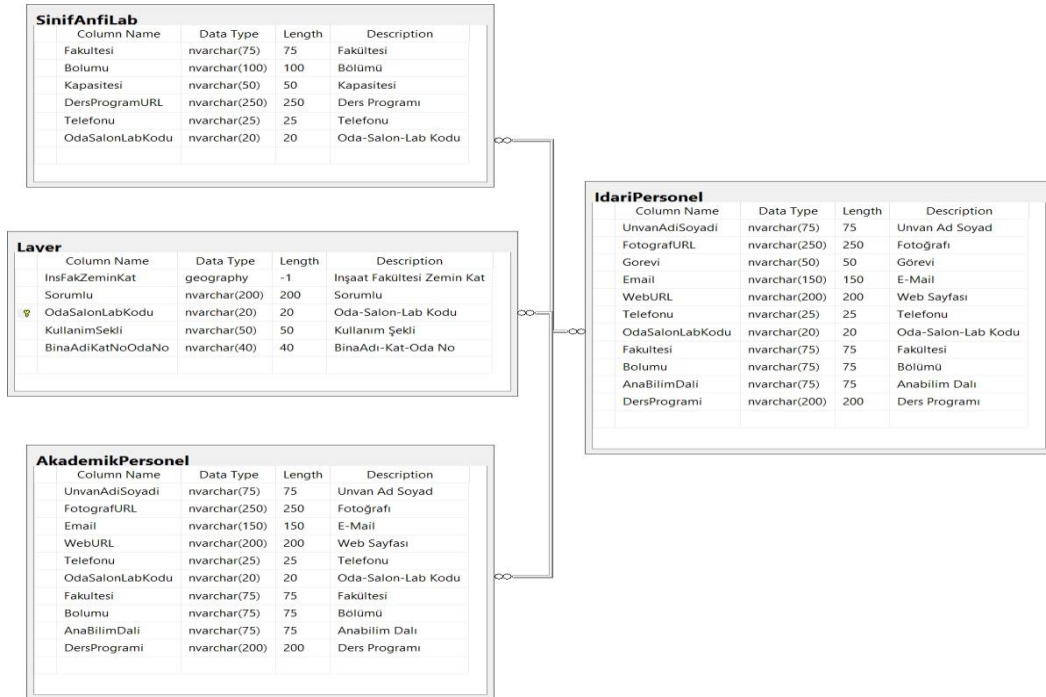 SinifAnfiLab
Column Name Data Type Length Description
Fakultesi nvarchar(75) 75 Fakültesi
Bolumu nvarchar(100) 100 Bölümü
Kapasitesi nvarchar(50) 50 Kapasitesi
DersProgramURL nvarchar(250) 250 Ders Programı
Telefonu nvarchar(25) 25 Telefonu
OdaSalonLabKodu nvarchar(20) 20 Oda-Salon-Lab Kodu
Laver
Column Name Data Type Length Description
InsFakZeminKat geography -1 Inşaat Fakültesi Zemin Kat
Sorumlu nvarchar(200) 200 Sorumlu
OdaSalonLabKodu nvarchar(20) 20 Oda-Salon-Lab Kodu
KullanimSekli nvarchar(50) 50 Kullanım Şekli
BinaAdiKatNoOdaNo nvarchar(40) 40 BinaAdı-Kat-Oda No
AkademikPersonel
Column Name Data Type Length Description
UnvanAdiSoyadi nvarchar(75) 75 Unvan Ad Soyad
FotografURL nvarchar(250) 250 Fotoğrafı
Email nvarchar(150) 150 E-Mail
WebURL nvarchar(200) 200 Web Sayfası
Telefonu nvarchar(25) 25 Telefonu
OdaSalonLabKodu nvarchar(20) 20 Oda-Salon-Lab Kodu
Fakultesi nvarchar(75) 75 Fakültesi
Bolumu nvarchar(75) 75 Bölümü
AnaBilimDali nvarchar(75) 75 Anabilim Dalı
DersProgrami nvarchar(200) 200 Ders Programı
IdariPersonel
Column Name Data Type Length Description
UnvanAdiSoyadi nvarchar(75) 75 Unvan Ad Soyad
FotografURL nvarchar(250) 250 Fotoğrafı
Gorevi nvarchar(50) 50 Görevi
Email nvarchar(150) 150 E-Mail
WebURL nvarchar(200) 200 Web Sayfası
Telefonu nvarchar(25) 25 Telefonu
OdaSalonLabKodu nvarchar(20) 20 Oda-Salon-Lab Kodu
Fakultesi nvarchar(75) 75 Fakültesi
Bolumu nvarchar(75) 75 Bölümü
AnaBilimDali nvarchar(75) 75 Anabilim Dalı
DersProgrami nvarchar(200) 200 Ders Programı